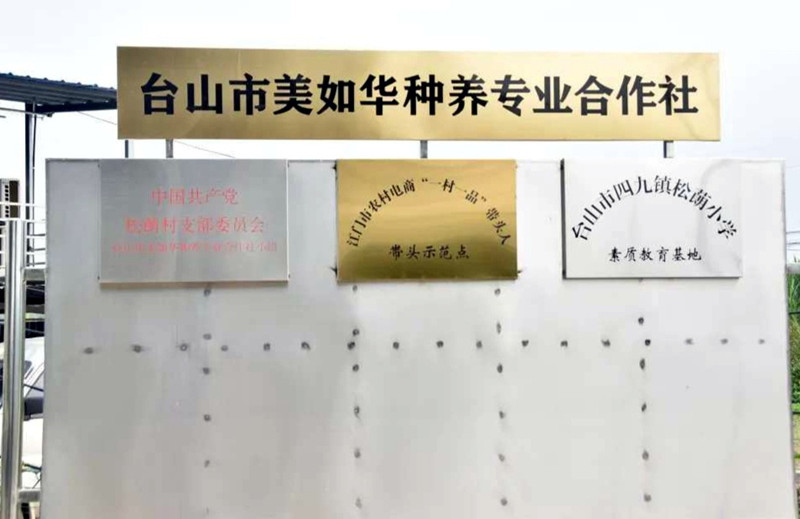 台山市美如华种养专业合作社
中国共产党
松蓢村支部委员会
江门市农村电商“一村一品”带头人
带头示范点
台山市四九镇松蓢小学
素质教育基地